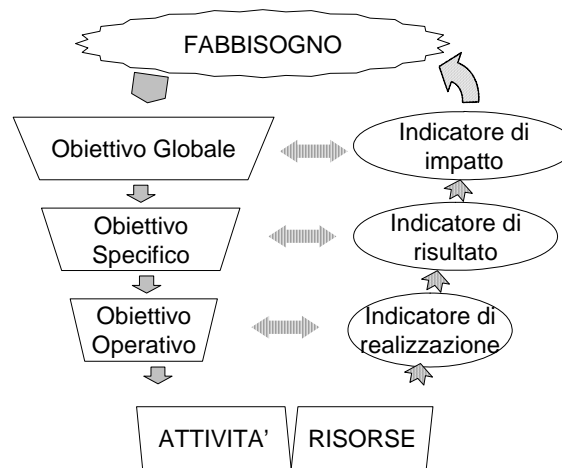 FABBISOGNO
Obiettivo Globale
Indicatore di
impatto
Obiettivo
Specifico
Indicatore di
risultato
Obiettivo
Operativo
Indicatore di
realizzazione
ATTIVITA’
RISORSE